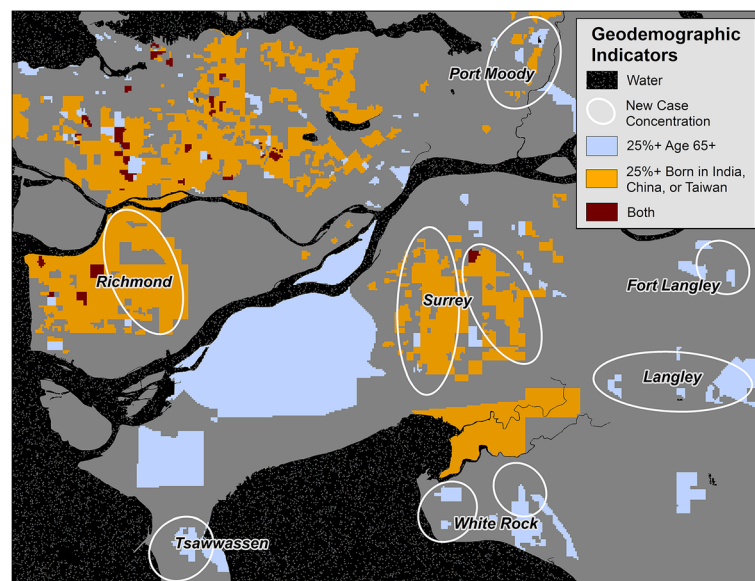 Geodemographic
Indicators
Water
New Case
Concentration
25%+ Age 65+
25%+ Born in India,
China, or Taiwan
Both
Port Moody
Richmond
Surrey
Fort Langley
Langley
White Rock
Tsawwassen